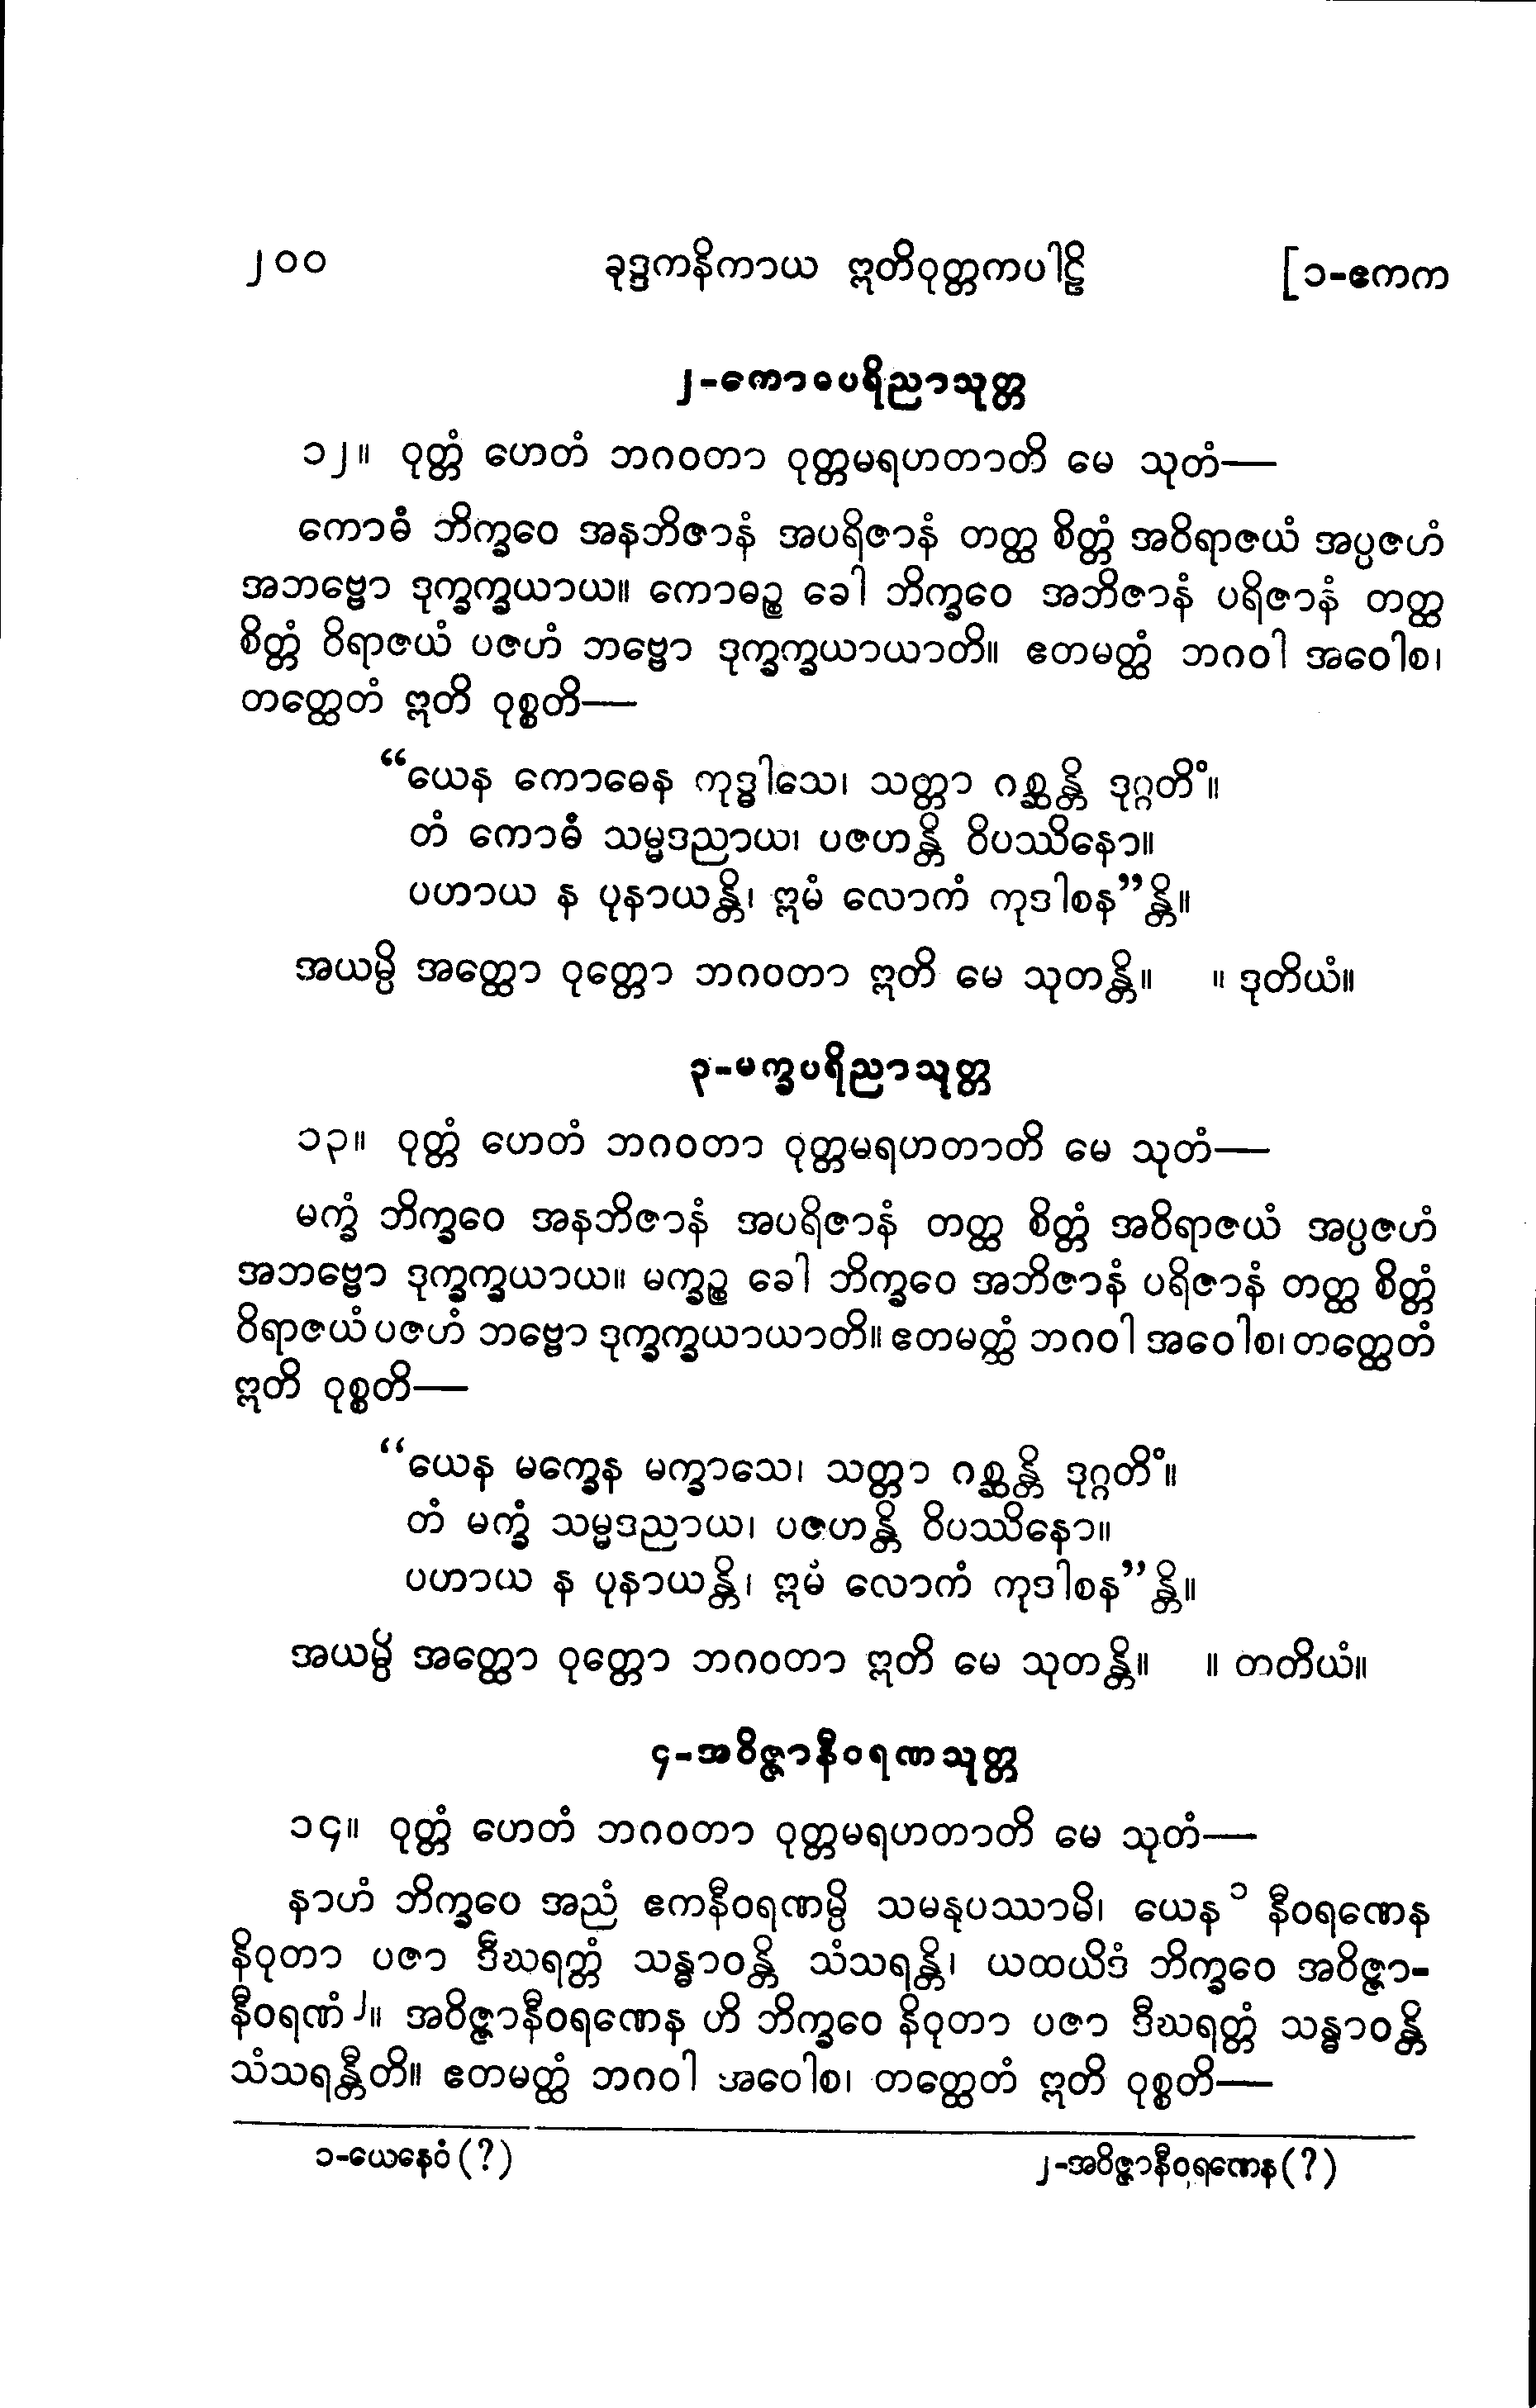 ၂၀၀ ခုဒ္ဒကနိကာယ ဣတိဝုတ္တကပါဠိ [၁-ဧကက
၂-ကောဓပရိညာသုတ္တ
၁၂။ ဝုတ္တံ ဟေတံ ဘဂဝတာ ဝုတ္တမရဟတာတိ မေ သုတံ—
ကောဓံ ဘိက္ခဝေ အနဘိဇာနံ အပရိဇာနံ တတ္ထ စိတ္တံ အဝိရာဇယံ အပ္ပဇဟံ
အဘဗ္ဗော ဒုက္ခက္ခယာယ။ ကောဓဉ္စ ခေါ ဘိက္ခဝေ အဘိဇာနံ ပရိဇာနံ တတ္ထ
စိတ္တံ ဝိရာဇယံ ပဇဟံ ဘဗ္ဗော ဒုက္ခက္ခယာယာတိ။ ဧတမတ္ထံ ဘဂဝါ အဝေါစ၊
တတ္ထေတံ ဣတိ ဝုစ္စတိ—
“ယေန ကောဓေန ကုဒ္ဓါသေ၊ သတ္တာ ဂစ္ဆန္တိ ဒုဂ္ဂတိံ။
တံ ကောဓံ သမ္မဒညာယ၊ ပဇဟန္တိ ဝိပဿိနော။
ပဟာယ န ပုနာယန္တိ၊ ဣမံ လောကံ ကုဒါစန”န္တိ။
အယမ္ပိ အတ္ထော ဝုတ္တော ဘဂဝတာ ဣတိ မေ သုတန္တိ။ ။ ဒုတိယံ။
၃-မက္ခပရိညာသုတ္တ
၁၃။ ဝုတ္တံ ဟေတံ ဘဂဝတာ ဝုတ္တမရဟတာတိ မေ သုတံ—
မက္ခံ ဘိက္ခဝေ အနဘိဇာနံ အပရိဇာနံ တတ္ထ စိတ္တံ အဝိရာဇယံ အပ္ပဇဟံ
အဘဗ္ဗော ဒုက္ခက္ခယာယ။ မက္ခဉ္စ ခေါ ဘိက္ခဝေ အဘိဇာနံ ပရိဇာနံ တတ္ထ စိတ္တံ
ဝိရာဇယံ ပဇဟံ ဘဗ္ဗော ဒုက္ခက္ခယာယာတိ။ ဧတမတ္ထံ ဘဂဝါ အဝေါစ၊ တတ္ထေတံ
ဣတိ ဝုစ္စတိ—
“ယေန မက္ခေန မက္ခာသေ၊ သတ္တာ ဂစ္ဆန္တိ ဒုဂ္ဂတိံ။
တံ မက္ခံ သမ္မဒညာယ၊ ပဇဟန္တိ ဝိပဿိနော။
ပဟာယ န ပုနာယန္တိ၊ ဣမံ လောကံ ကုဒါစန”န္တိ။
အယမ္ပိ အတ္ထော ဝုတ္တော ဘဂဝတာ ဣတိ မေ သုတန္တိ။ ။ တတိယံ။
၄-အဝိဇ္ဇာနီဝရဏသုတ္တ
၁၄။ ဝုတ္တံ ဟေတံ ဘဂဝတာ ဝုတ္တမရဟတာတိ မေ သုတံ—
နာဟံ ဘိက္ခဝေ အညံ ဧကနီဝရဏမ္ပိ သမနုပဿာမိ၊ ယေန ၁ နီဝရဏေန
နိဝုတာ ပဇာ ဒီဃရတ္တံ သန္ဓာဝန္တိ သံသရန္တိ၊ ယထယိဒံ ဘိက္ခဝေ အဝိဇ္ဇာ-
နီဝရဏံ ၂။ အဝိဇ္ဇာနီဝရဏေန ဟိ ဘိက္ခဝေ နိဝုတာ ပဇာ ဒီဃရတ္တံ သန္ဓာဝန္တိ
သံသရန္တီတိ။ ဧတမတ္ထံ ဘဂဝါ အဝေါစ၊ တတ္ထေတံ ဣတိ ဝုစ္စတိ—
၁-ယေနေဝံ (?) ၂-အဝိဇ္ဇာနီဝရဏေန (?)